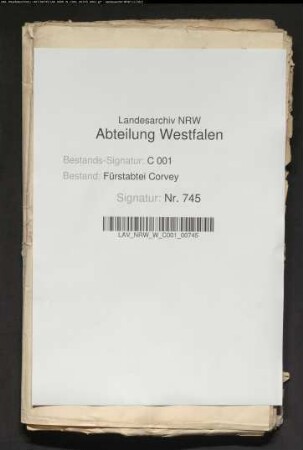 Landesarchiv NRW
Abteilung Westfalen
Bestands-Signatur: C 001
Bestand: Fürstabtei Corvey
Signatur: Nr. 745
LAV_NRW_W_C001_00745